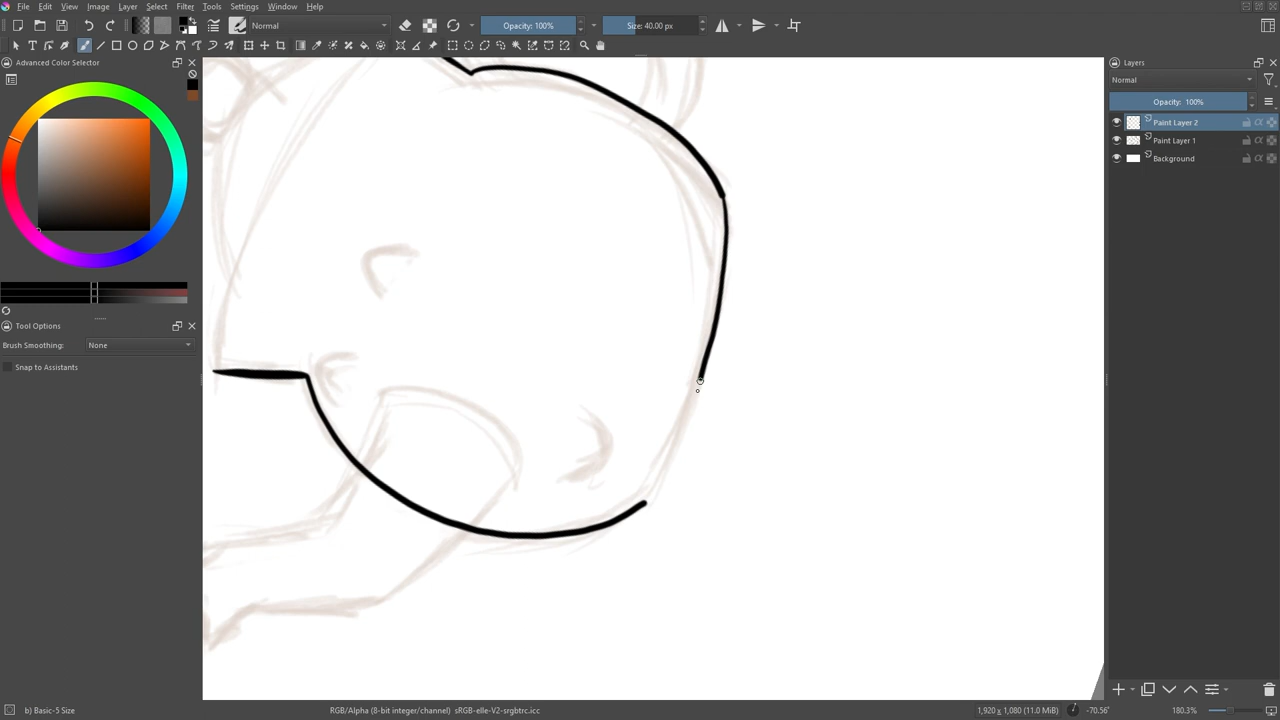 File Edit View Image Layer Select Filter Tools Settings Window Help
Normal
Opacity: 100%
Size: 40.00 px
Advanced Color Selector
Tool Options
Brush Smoothing: None
Snap to Assistants
Layers
Normal
Opacity: 100%
Paint Layer 2
Paint Layer 1
Background
b) Basic-5 Size
RGB/Alpha (8-bit integer/channel) sRGB-elle-V2-srgbtrc.icc
1,920 x 1,080 (11.0 MiB)
-70.56°
180.3%